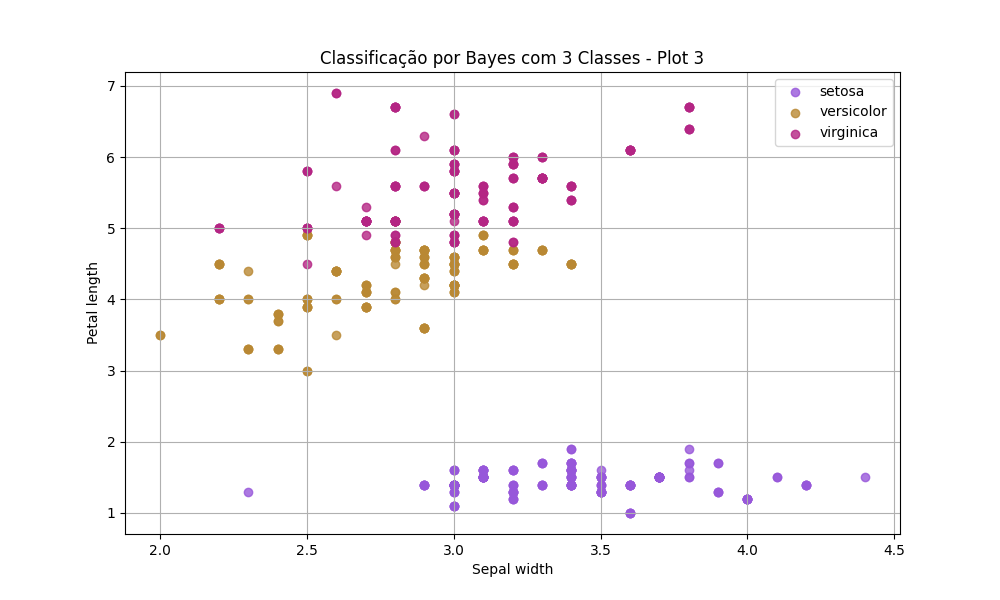 Classificação por Bayes com 3 Classes - Plot 3
setosa
versicolor
virginica
Petal length
7
6
5
4
3
2
1
2.0 2.5 3.0 3.5 4.0 4.5
Sepal width